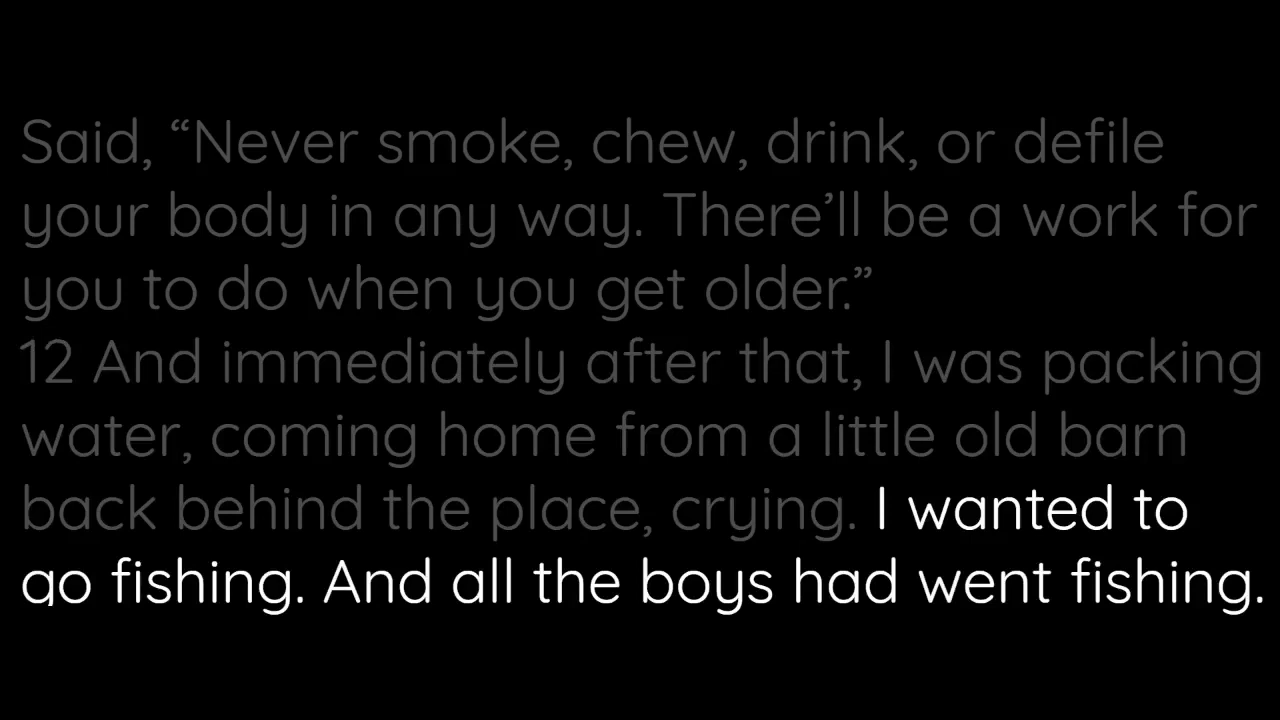 Said, “Never smoke, chew, drink, or defile
your body in any way. There’ll be a work for
you to do when you get older.”
12 And immediately after that, I was packing
water, coming home from a little old barn
back behind the place, crying. I wanted to
go fishing. And all the boys had went fishing.